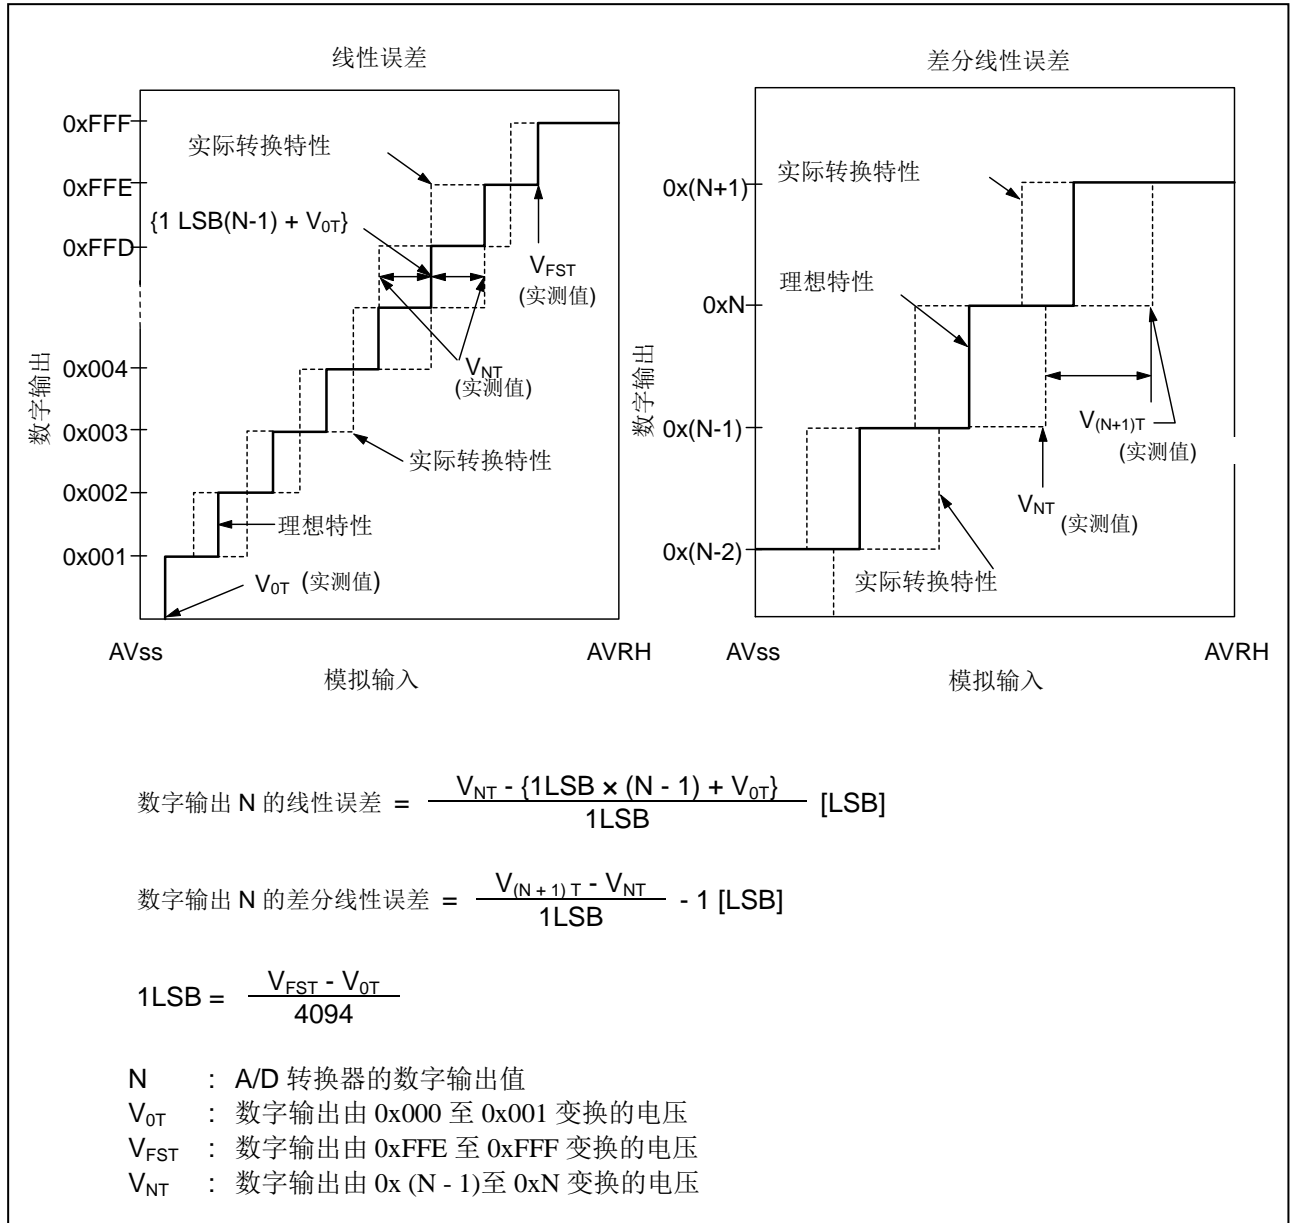 线性误差
0xFFF
0xFFE
0xFFD
0x004
0x003
0x002
0x001
数字输出
实际转换特性
{1 LSB(N-1) + V0T}
VFST
(实测值)
VNT
(实测值)
实际转换特性
理想特性
V0T (实测值)
AVss
AVRH
模拟输入
差分线性误差
0x(N+1)
0xN
0x(N-1)
0x(N-2)
数字输出
实际转换特性
理想特性
V(N+1)T
(实测值)
VNT
(实测值)
实际转换特性
AVss
AVRH
模拟输入
数字输出 N 的线性误差 = VNT - {1LSB × (N - 1) + V0T}
1LSB
[LSB]
数字输出 N 的差分线性误差 = V(N + 1) T - VNT
1LSB
- 1 [LSB]
1LSB = VFST - V0T
4094
N : A/D 转换器的数字输出值
V0T : 数字输出由 0x000 至 0x001 变换的电压
VFST : 数字输出由 0xFFE 至 0xFFF 变换的电压
VNT : 数字输出由 0x (N - 1)至 0xN 变换的电压